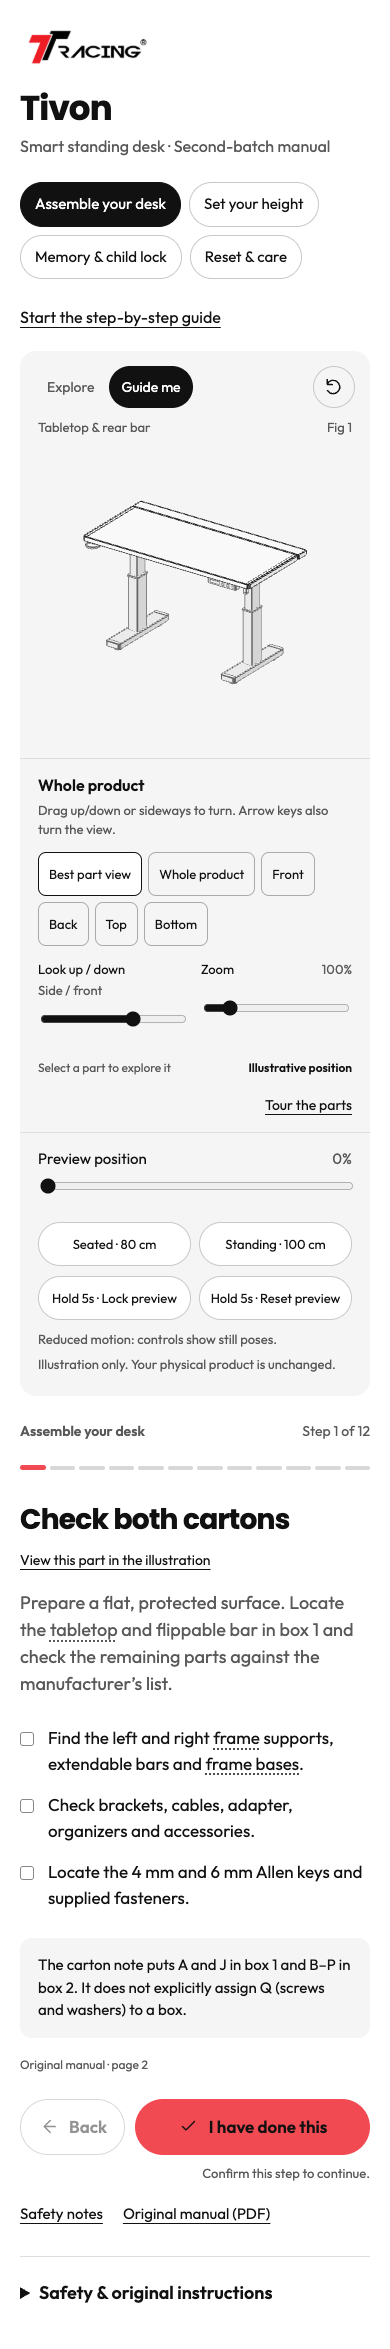 TTRACING®
Tivon
Smart standing desk · Second-batch manual
Assemble your desk
Set your height
Memory & child lock
Reset & care
Start the step-by-step guide
Explore
Guide me
Tabletop & rear bar
Fig 1
Whole product
Drag up/down or sideways to turn. Arrow keys also
turn the view.
Best part view
Whole product
Front
Back
Top
Bottom
Look up / down
Side / front
Zoom
100%
Select a part to explore it
Illustrative position
Tour the parts
Preview position
0%
Seated · 80 cm
Standing · 100 cm
Hold 5s · Lock preview
Hold 5s · Reset preview
Reduced motion: controls show still poses.
Illustration only. Your physical product is unchanged.
Assemble your desk
Step 1 of 12
Check both cartons
View this part in the illustration
Prepare a flat, protected surface. Locate
the tabletop and flippable bar in box 1 and
check the remaining parts against the
manufacturer’s list.
Find the left and right frame supports,
extendable bars and frame bases.
Check brackets, cables, adapter,
organizers and accessories.
Locate the 4 mm and 6 mm Allen keys and
supplied fasteners.
The carton note puts A and J in box 1 and B–P in
box 2. It does not explicitly assign Q (screws
and washers) to a box.
Original manual · page 2
Back
I have done this
Confirm this step to continue.
Safety notes
Original manual (PDF)
Safety & original instructions